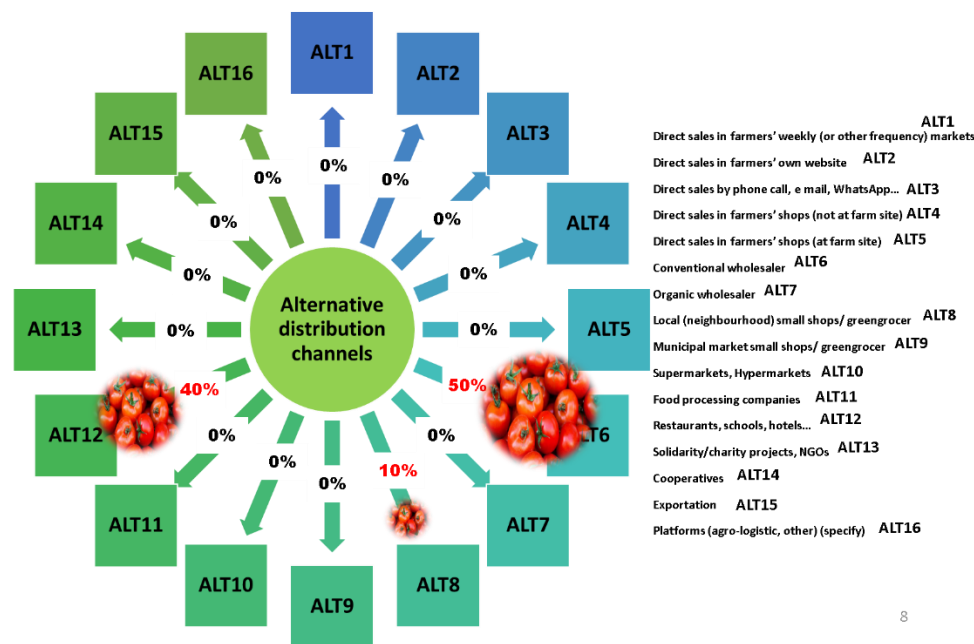 ALT1
ALT2
ALT3
ALT4
ALT5
LT6
ALT7
ALT8
ALT9
ALT10
ALT11
ALT12
ALT13
ALT14
ALT15
ALT16
0%
0%
0%
0%
0%
50%
0%
10%
0%
0%
0%
40%
0%
0%
0%
0%
Alternative
distribution
channels
Direct sales in farmers' weekly (or other frequency) markets ALT1
Direct sales in farmers' own website ALT2
Direct sales by phone call, e mail, WhatsApp... ALT3
Direct sales in farmers' shops (not at farm site) ALT4
Direct sales in farmers' shops (at farm site) ALT5
Conventional wholesaler ALT6
Organic wholesaler ALT7
Local (neighbourhood) small shops/ greengrocer ALT8
Municipal market small shops/ greengrocer ALT9
Supermarkets, Hypermarkets ALT10
Food processing companies ALT11
Restaurants, schools, hotels... ALT12
Solidarity/charity projects, NGOs ALT13
Cooperatives ALT14
Exportation ALT15
Platforms (agro-logistic, other) (specify) ALT16
8